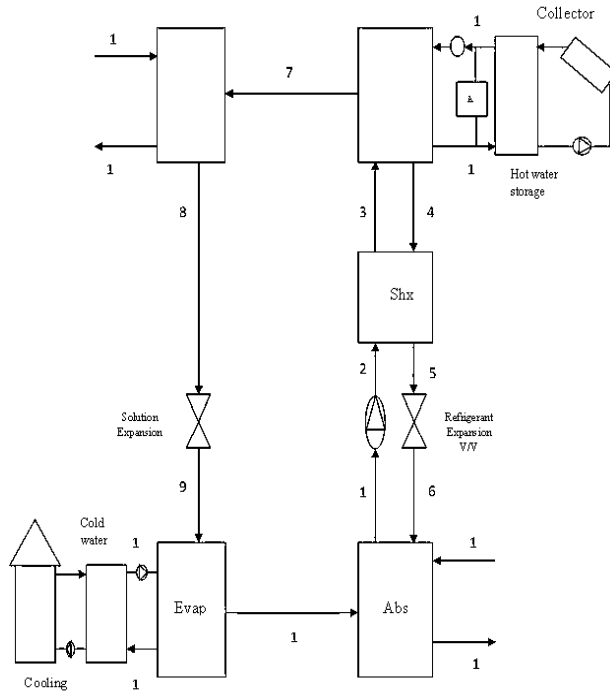 Collector
1
1
7
A
1
1
Hot water
storage
8
3
4
Shx
2
5
Solution
Expansion
Refrigerant
Expansion
V/V
9
1
6
Cold
water
1
1
Evap
Abs
1
1
1
Cooling